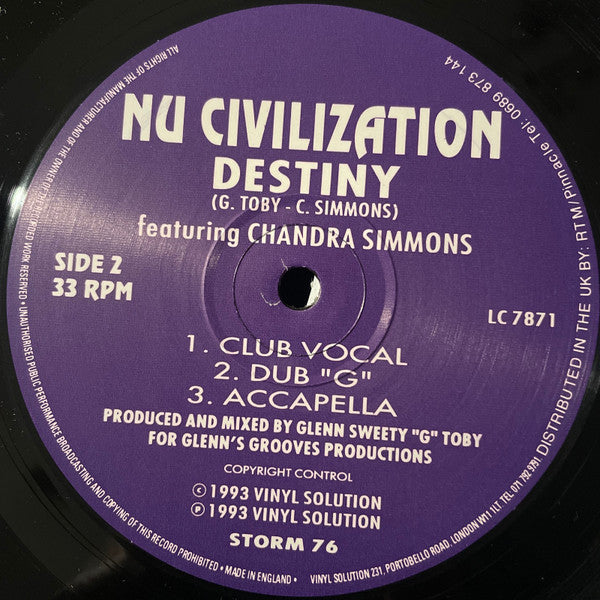 NU CIVILIZATION
DESTINY
(G. TOBY - C. SIMMONS)
featuring CHANDRA SIMMONS
SIDE 2
33 RPM
LC 7871
1. CLUB VOCAL
2. DUB "G"
3. ACCAPELLA
PRODUCED AND MIXED BY GLENN SWEETY "G" TOBY
FOR GLENN'S GROOVES PRODUCTIONS
COPYRIGHT CONTROL
© 1993 VINYL SOLUTION
℗ 1993 VINYL SOLUTION
STORM 76
ALL RIGHTS OF THE MANUFACTURER AND OF THE OWNER OF THE RECORDED WORK RESERVED • UNAUTHORISED PUBLIC PERFORMANCE BROADCASTING AND COPYING OF THIS RECORD PROHIBITED • MADE IN ENGLAND • VINYL SOLUTION 231, PORTOBELLO ROAD, LONDON W11 1LT TEL 071 792 9791 DISTRIBUTED IN THE UK BY: RTM/Pinnacle Tel: 0689 873 144